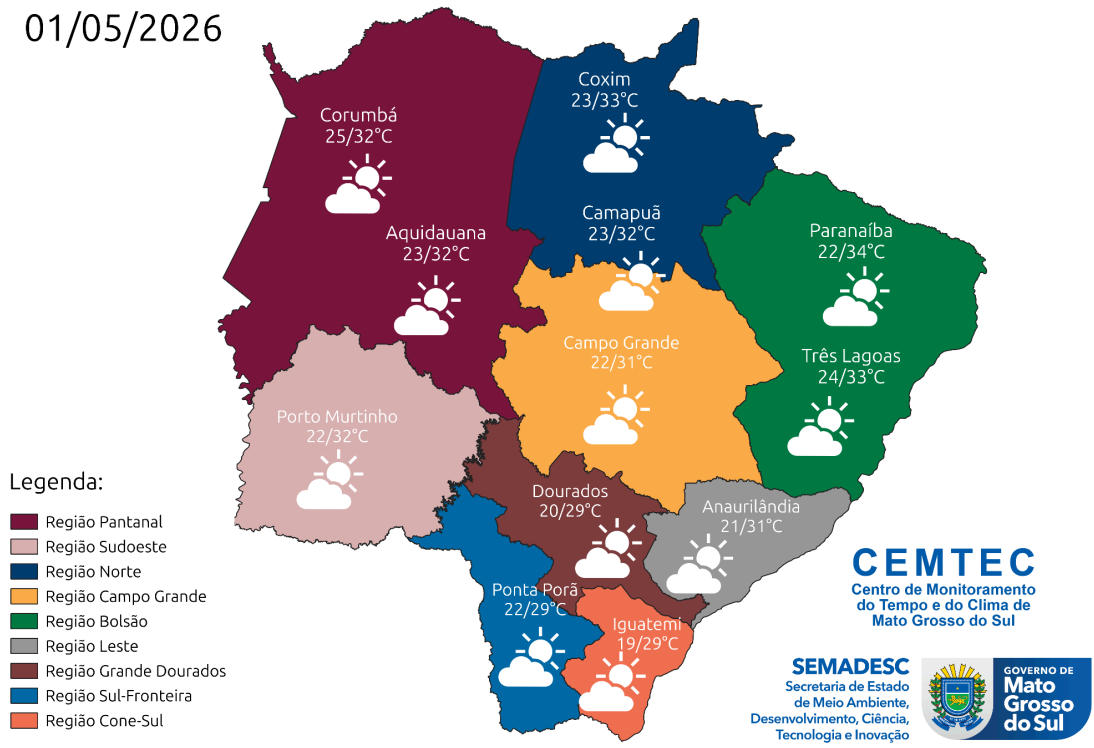 01/05/2026
Coxim
23/33°C
Corumbá
25/32°C
Camapuã
23/32°C
Aquidauana
23/32°C
Paranaíba
22/34°C
Campo Grande
22/31°C
Três Lagoas
24/33°C
Porto Murtinho
22/32°C
Dourados
20/29°C
Anaurilândia
21/31°C
Ponta Porã
22/29°C
Iguatemi
19/29°C
Legenda:
Região Pantanal
Região Sudoeste
Região Norte
Região Campo Grande
Região Bolsão
Região Leste
Região Grande Dourados
Região Sul-Fronteira
Região Cone-Sul
CEMTEC
Centro de Monitoramento
do Tempo e do Clima de
Mato Grosso do Sul
SEMADESC
Secretaria de Estado
de Meio Ambiente,
Desenvolvimento, Ciência,
Tecnologia e Inovação
GOVERNO DE
Mato
Grosso
do Sul